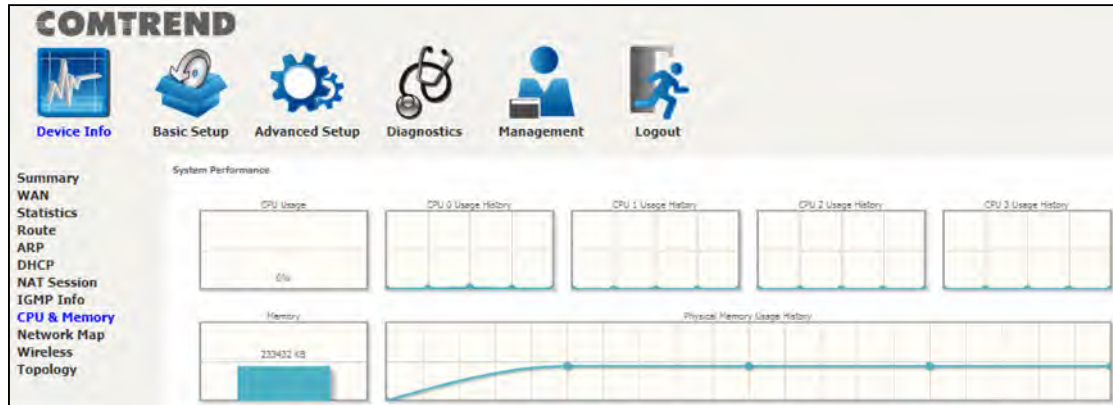 COMTREND
Device Info
Basic Setup
Advanced Setup
Diagnostics
Management
Logout
Summary
WAN
Statistics
Route
ARP
DHCP
NAT Session
IGMP Info
CPU & Memory
Network Map
Wireless
Topology
System Performance
CPU Usage
CPU 0 Usage History
CPU 1 Usage History
CPU 2 Usage History
CPU 3 Usage History
0%
Memory
Physical Memory Usage History
233432 KB